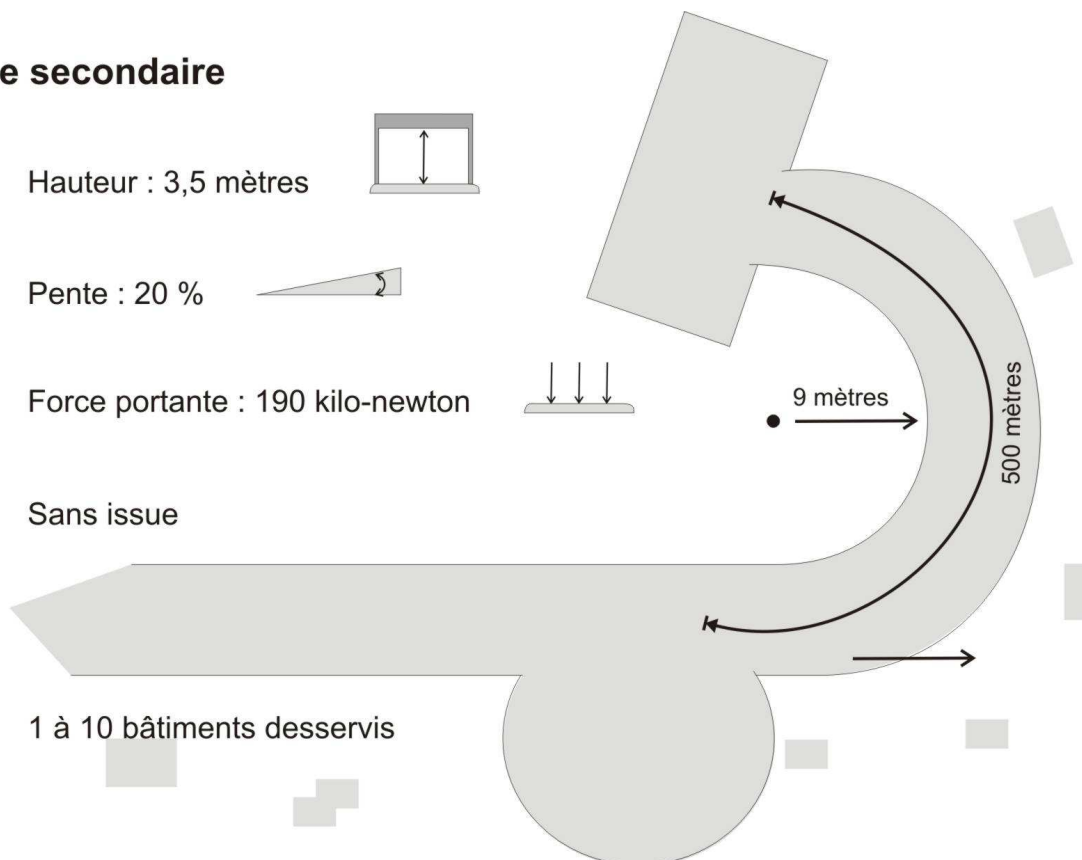 e secondaire
Hauteur : 3,5 mètres
Pente : 20 %
Force portante : 190 kilo-newton
9 mètres
500 mètres
Sans issue
1 à 10 bâtiments desservis